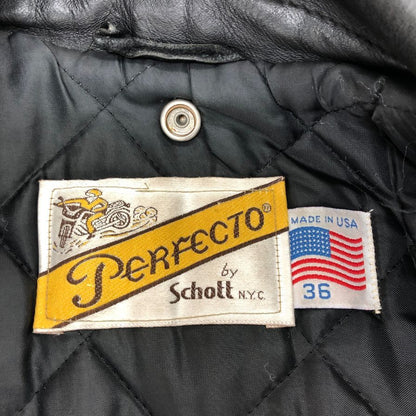 PERFECTO®
by
Schott N.Y.C.
MADE IN USA
36